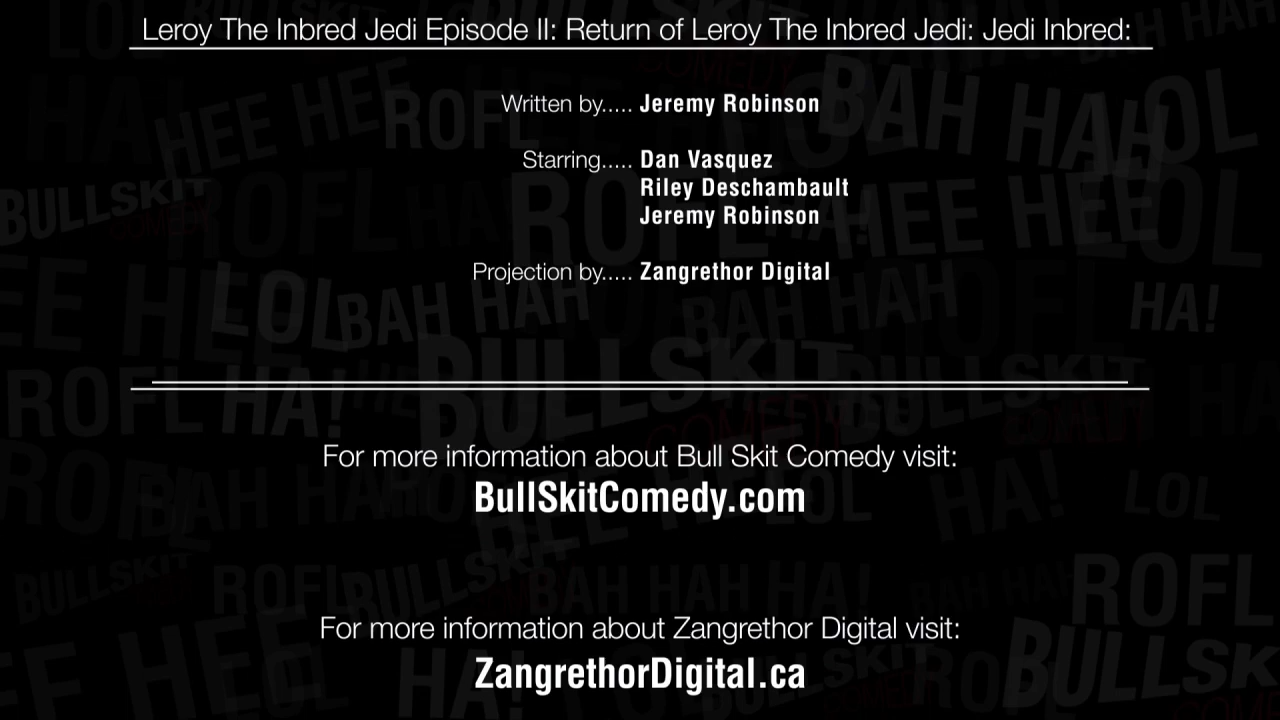 Leroy The Inbred Jedi Episode II: Return of Leroy The Inbred Jedi: Jedi Inbred:
Written by..... Jeremy Robinson
Starring..... Dan Vasquez
Riley Deschambault
Jeremy Robinson
Projection by..... Zangrethor Digital
For more information about Bull Skit Comedy visit:
BullSkitComedy.com
For more information about Zangrethor Digital visit:
ZangrethorDigital.ca